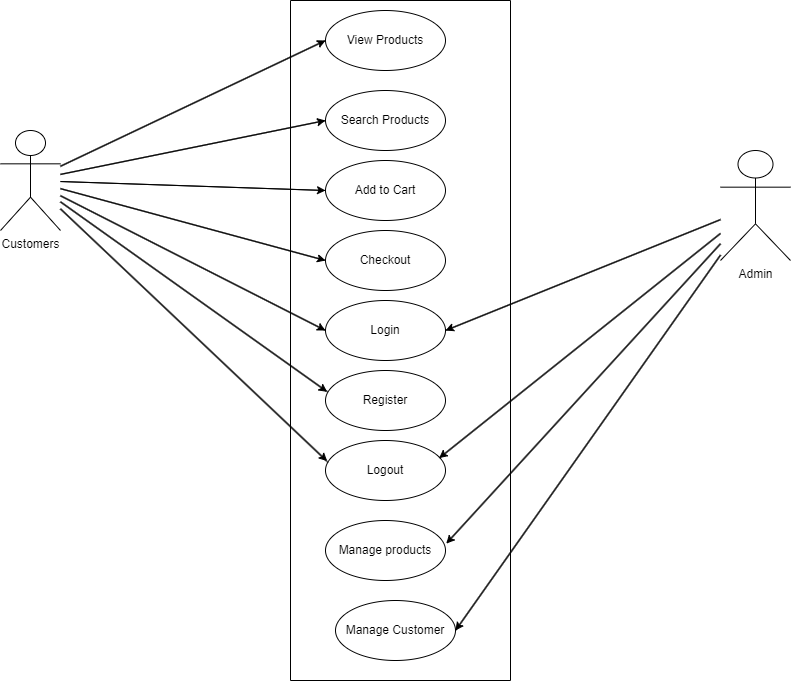 View Products
Search Products
Add to Cart
Customers
Checkout
Admin
Login
Register
Logout
Manage products
Manage Customer